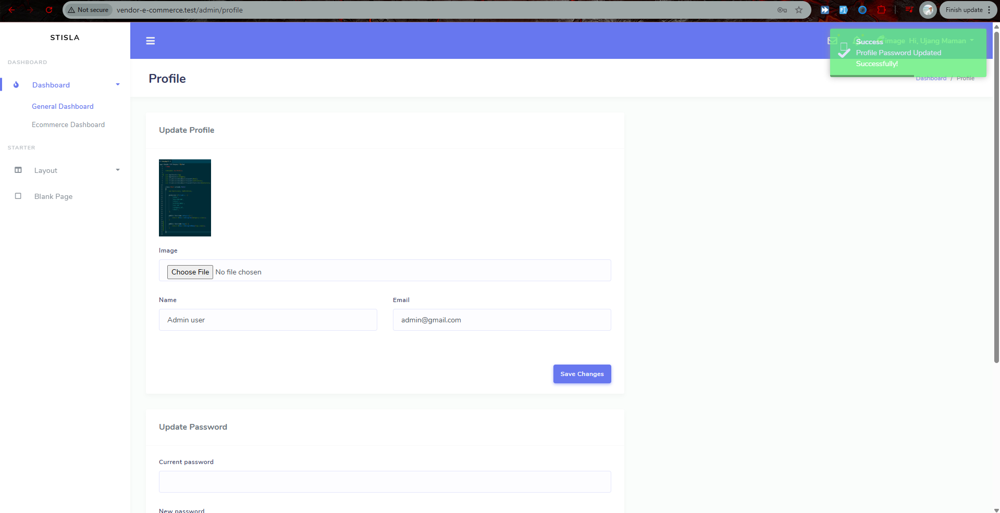 Not secure
vendor-e-commerce.test/admin/profile
Finish update
STISLA
image Hi, Ujang Maman
Success
Profile Password Updated
Successfully!
DASHBOARD
Dashboard
General Dashboard
Ecommerce Dashboard
STARTER
Layout
Blank Page
Profile
Dashboard / Profile
Update Profile
Image
Choose File No file chosen
Name
Email
Admin user
admin@gmail.com
Save Changes
Update Password
Current password
New password